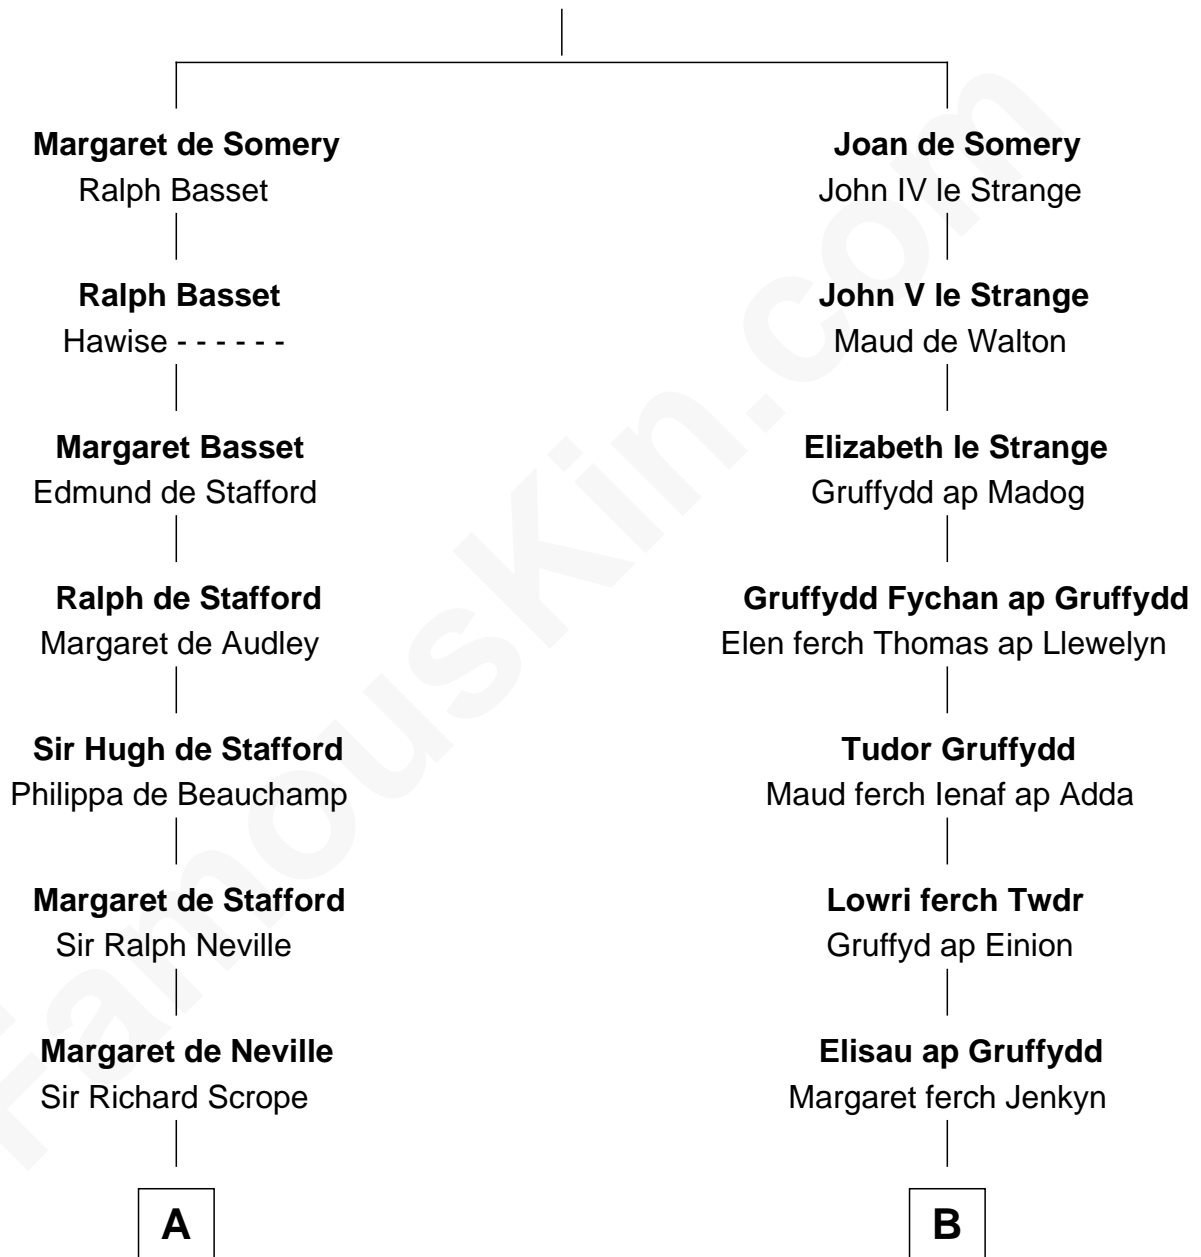 Margaret de Somery
Ralph Basset
Ralph Basset
Hawise - - - - - -
Margaret Basset
Edmund de Stafford
Ralph de Stafford
Margaret de Audley
Sir Hugh de Stafford
Philippa de Beauchamp
Margaret de Stafford
Sir Ralph Neville
Margaret de Neville
Sir Richard Scrope
A
Joan de Somery
John IV le Strange
John V le Strange
Maud de Walton
Elizabeth le Strange
Gruffydd ap Madog
Gruffydd Fychan ap Gruffydd
Elen ferch Thomas ap Llewelyn
Tudor Gruffydd
Maud ferch Ienaf ap Adda
Lowri ferch Twdr
Gruffyd ap Einion
Elisau ap Gruffydd
Margaret ferch Jenkyn
B
FamousKin.com